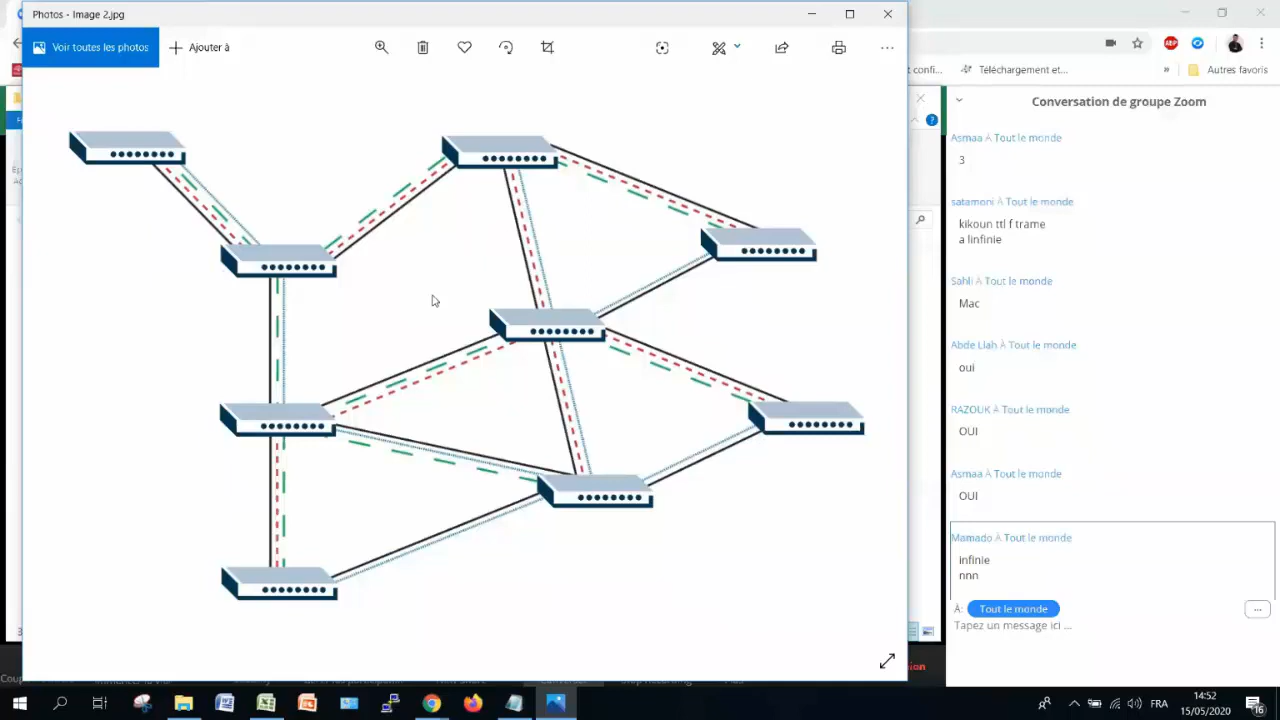 Photos - Image 2.jpg
Voir toutes les photos
Ajouter à
t confi...
Téléchargement et...
»
Autres favoris
Conversation de groupe Zoom
Asmaa À Tout le monde
3
satamoni À Tout le monde
kikoun ttl f trame
a linfinie
Sahli À Tout le monde
Mac
Abde Llah À Tout le monde
oui
RAZOUK À Tout le monde
OUI
Asmaa À Tout le monde
OUI
Mamado À Tout le monde
infinie
nnn
À: Tout le monde
Tapez un message ici ...
FR
14:52
15/05/2020
16